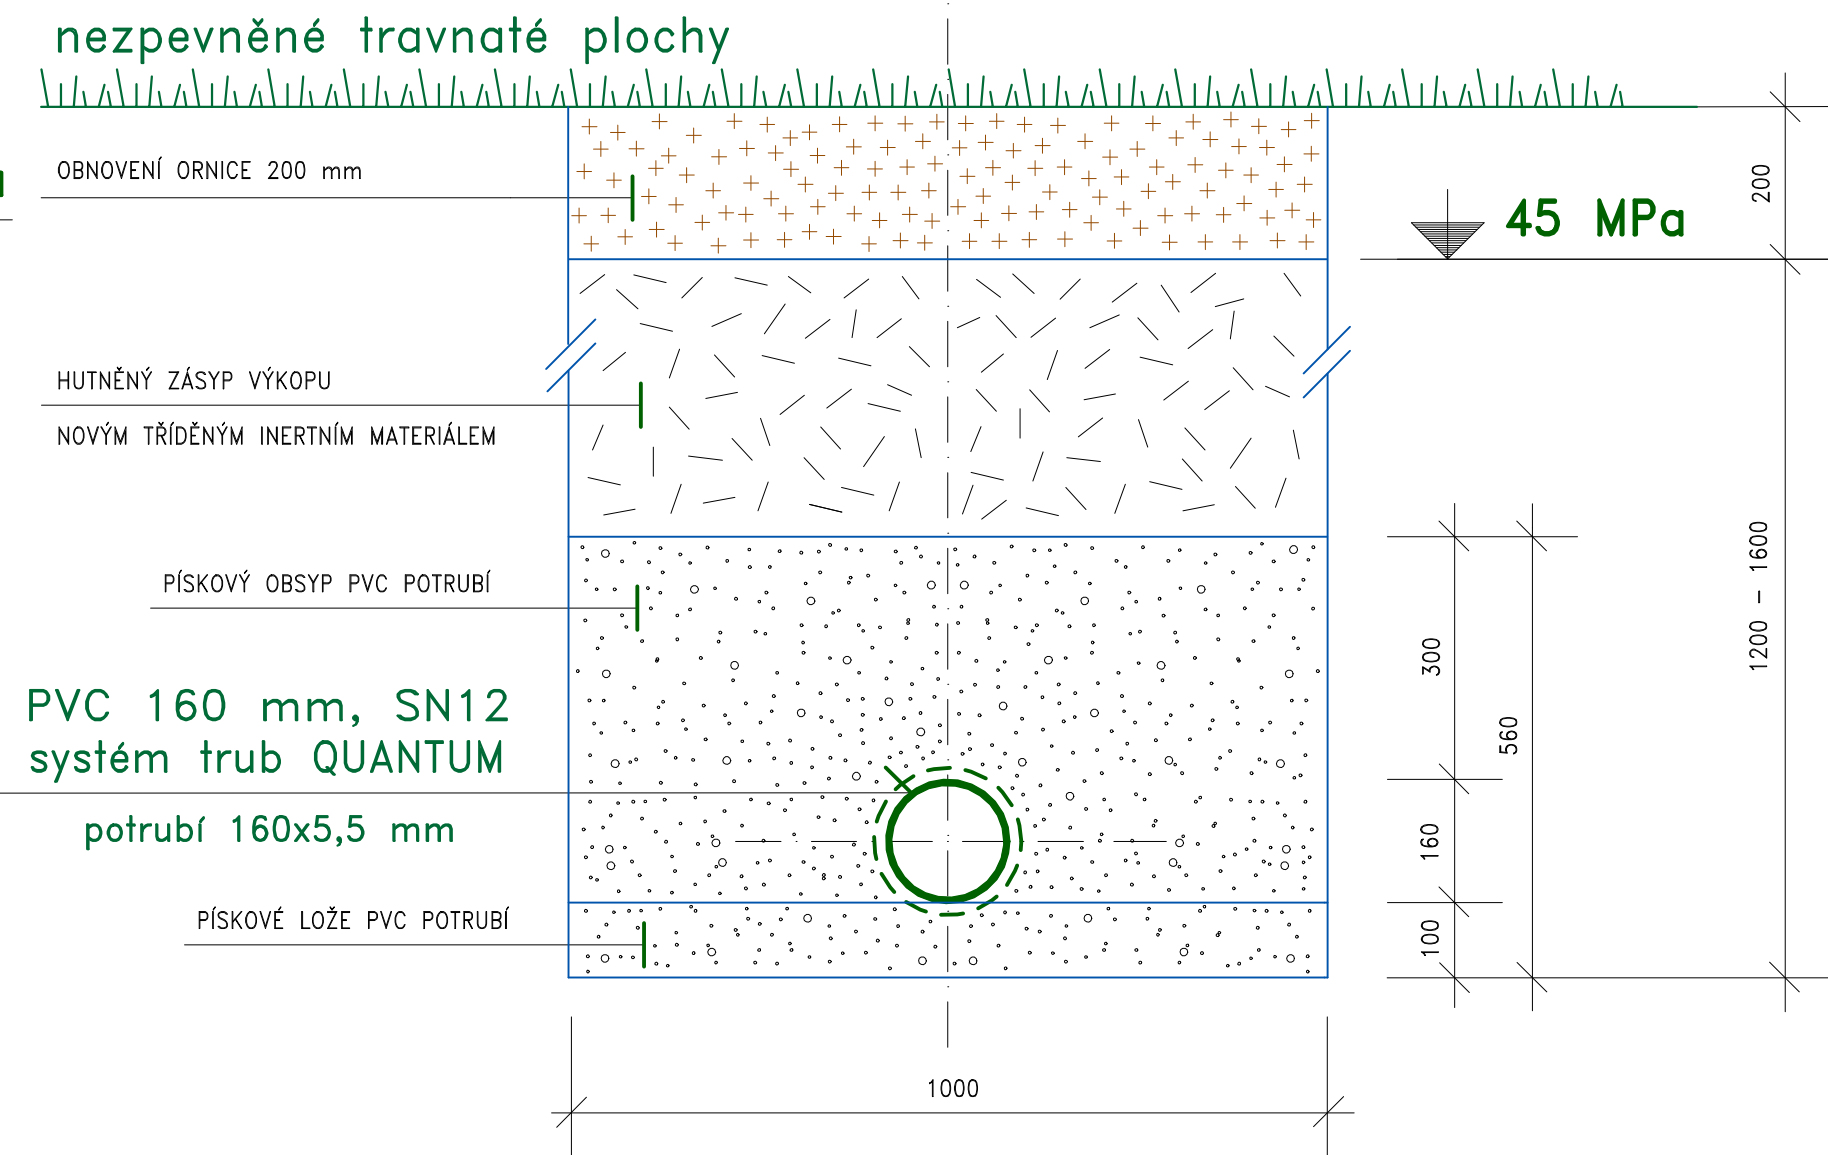 nezpevněné travnaté plochy
OBNOVENÍ ORNICE 200 mm
200
45 MPa
HUTNĚNÝ ZÁSYP VÝKOPU
NOVÝM TŘÍDĚNÝM INERTNÍM MATERIÁLEM
PÍSKOVÝ OBSYP PVC POTRUBÍ
1200 - 1600
300
PVC 160 mm, SN12
systém trub QUANTUM
560
potrubí 160x5,5 mm
160
PÍSKOVÉ LOŽE PVC POTRUBÍ
100
1000